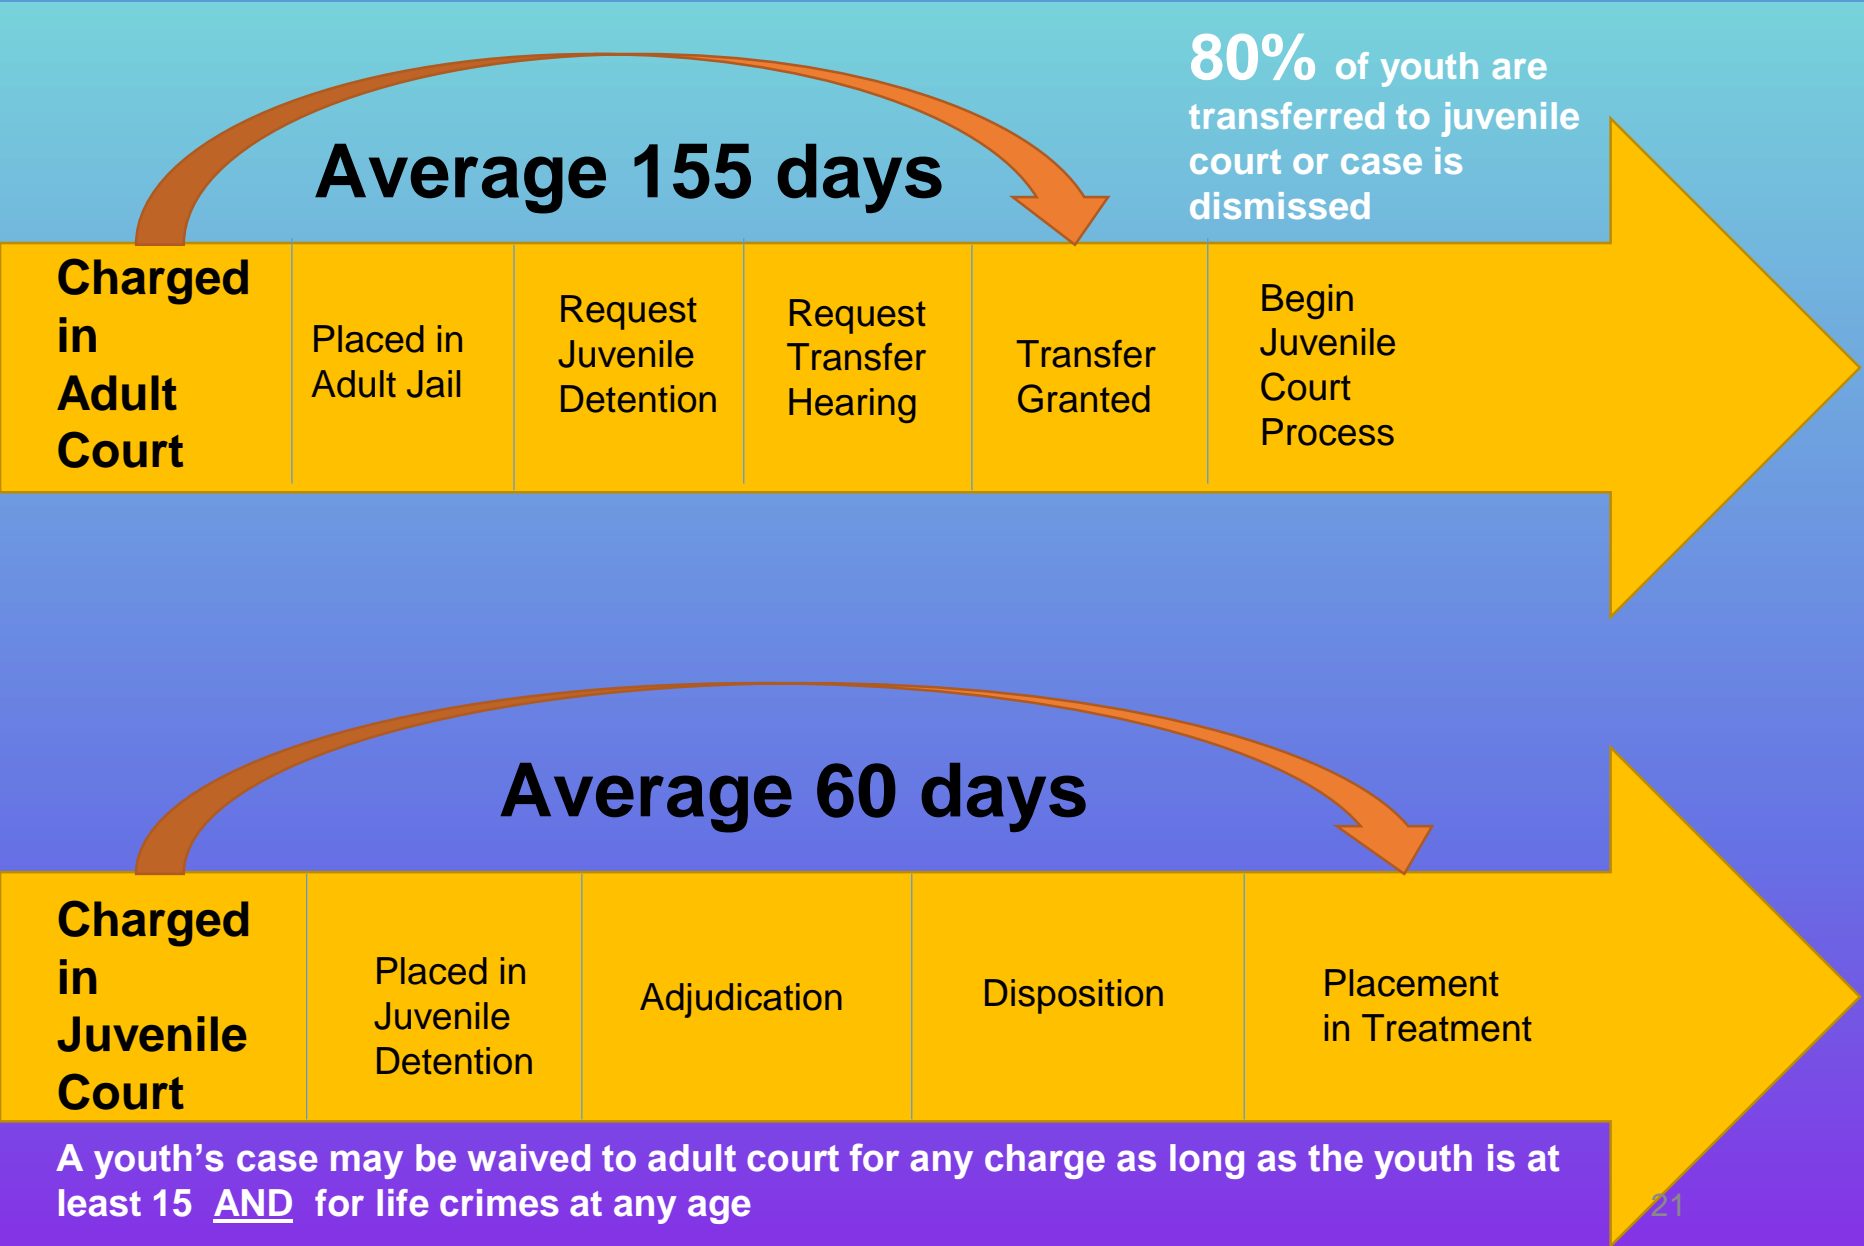 80% of youth are
transferred to juvenile
court or case is
dismissed
Average 155 days
Charged
in
Adult
Court
Placed in
Adult Jail
Request
Juvenile
Detention
Request
Transfer
Hearing
Transfer
Granted
Begin
Juvenile
Court
Process
Average 60 days
Charged
in
Juvenile
Court
Placed in
Juvenile
Detention
Adjudication
Disposition
Placement
in Treatment
A youth’s case may be waived to adult court for any charge as long as the youth is at
least 15 AND for life crimes at any age
21